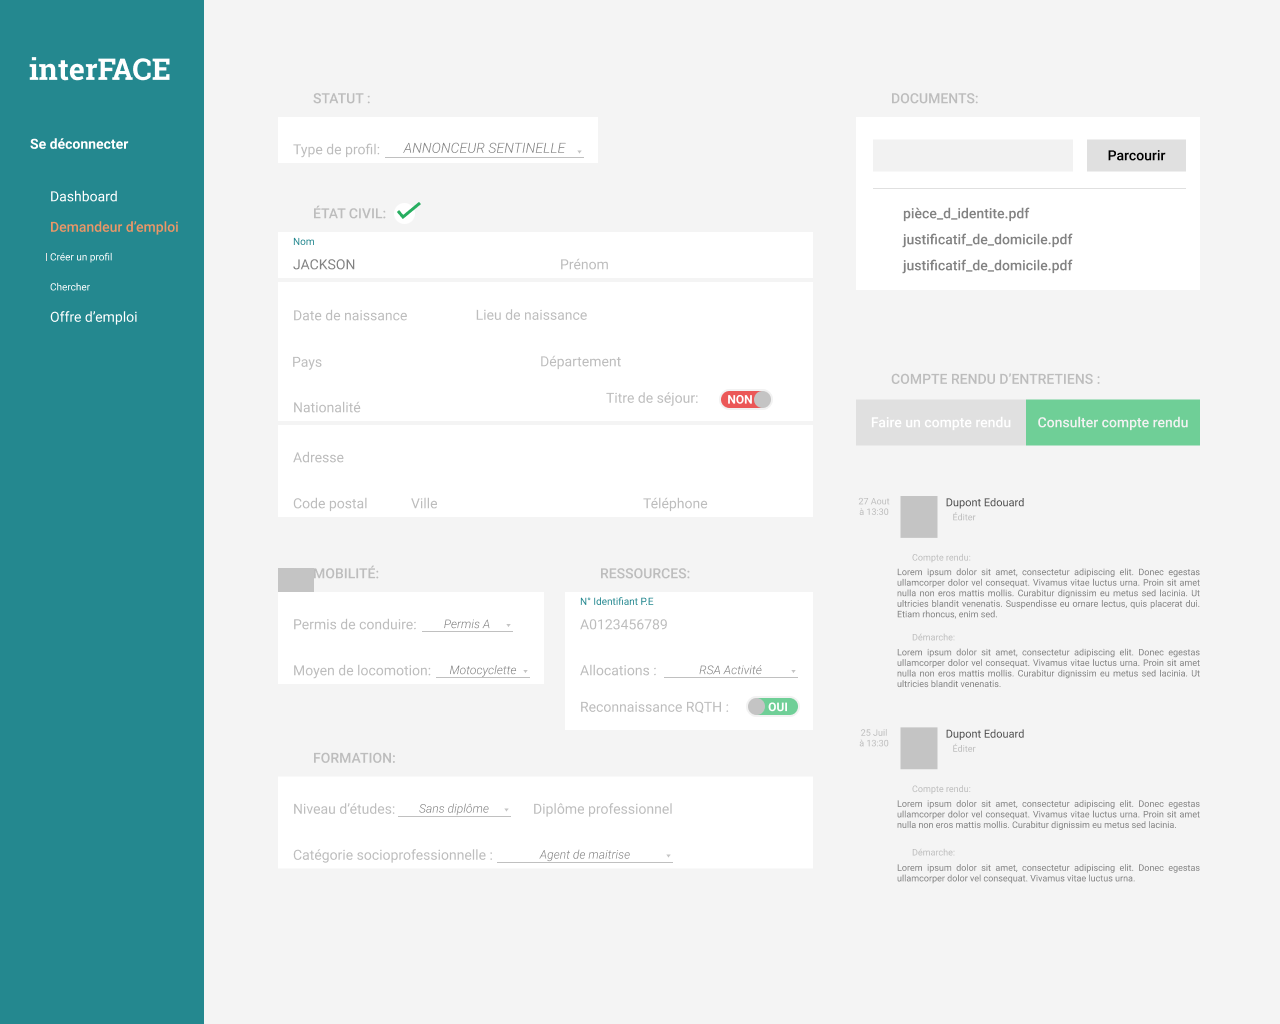 interFACE
Se déconnecter
Dashboard
Demandeur d'emploi
Créer un profil
Chercher
Offre d'emploi
STATUT :
Type de profil: ANNONCEUR SENTINELLE
ÉTAT CIVIL:
Nom
JACKSON Prénom
Date de naissance Lieu de naissance
Pays Département
Nationalité Titre de séjour: NON
Adresse
Code postal Ville Téléphone
MOBILITÉ:
Permis de conduire: Permis A
Moyen de locomotion: Motocyclette
RESSOURCES:
N° Identifiant P.E
A0123456789
Allocations : RSA Activité
Reconnaissance RQTH : OUI
FORMATION:
Niveau d'études: Sans diplôme Diplôme professionnel
Catégorie socioprofessionnelle : Agent de maitrise
DOCUMENTS:
Parcourir
pièce_d_identite.pdf
justificatif_de_domicile.pdf
justificatif_de_domicile.pdf
COMPTE RENDU D'ENTRETIENS :
Faire un compte rendu Consulter compte rendu
27 Aout
à 13:30
Dupont Edouard
Éditer
Compte rendu:
Lorem ipsum dolor sit amet, consectetur adipiscing elit. Donec egestas
ullamcorper dolor vel consequat. Vivamus vitae luctus urna. Proin sit amet
nulla non eros mattis mollis. Curabitur dignissim eu metus sed lacinia. Ut
ultricies blandit venenatis. Suspendisse eu ornare lectus, quis placerat dui.
Etiam rhoncus, enim sed.
Démarche:
Lorem ipsum dolor sit amet, consectetur adipiscing elit. Donec egestas
ullamcorper dolor vel consequat. Vivamus vitae luctus urna. Proin sit amet
nulla non eros mattis mollis. Curabitur dignissim eu metus sed lacinia. Ut
ultricies blandit venenatis.
25 Juil
à 13:30
Dupont Edouard
Éditer
Compte rendu:
Lorem ipsum dolor sit amet, consectetur adipiscing elit. Donec egestas
ullamcorper dolor vel consequat. Vivamus vitae luctus urna. Proin sit amet
nulla non eros mattis mollis. Curabitur dignissim eu metus sed lacinia.
Démarche:
Lorem ipsum dolor sit amet, consectetur adipiscing elit. Donec egestas
ullamcorper dolor vel consequat. Vivamus vitae luctus urna.